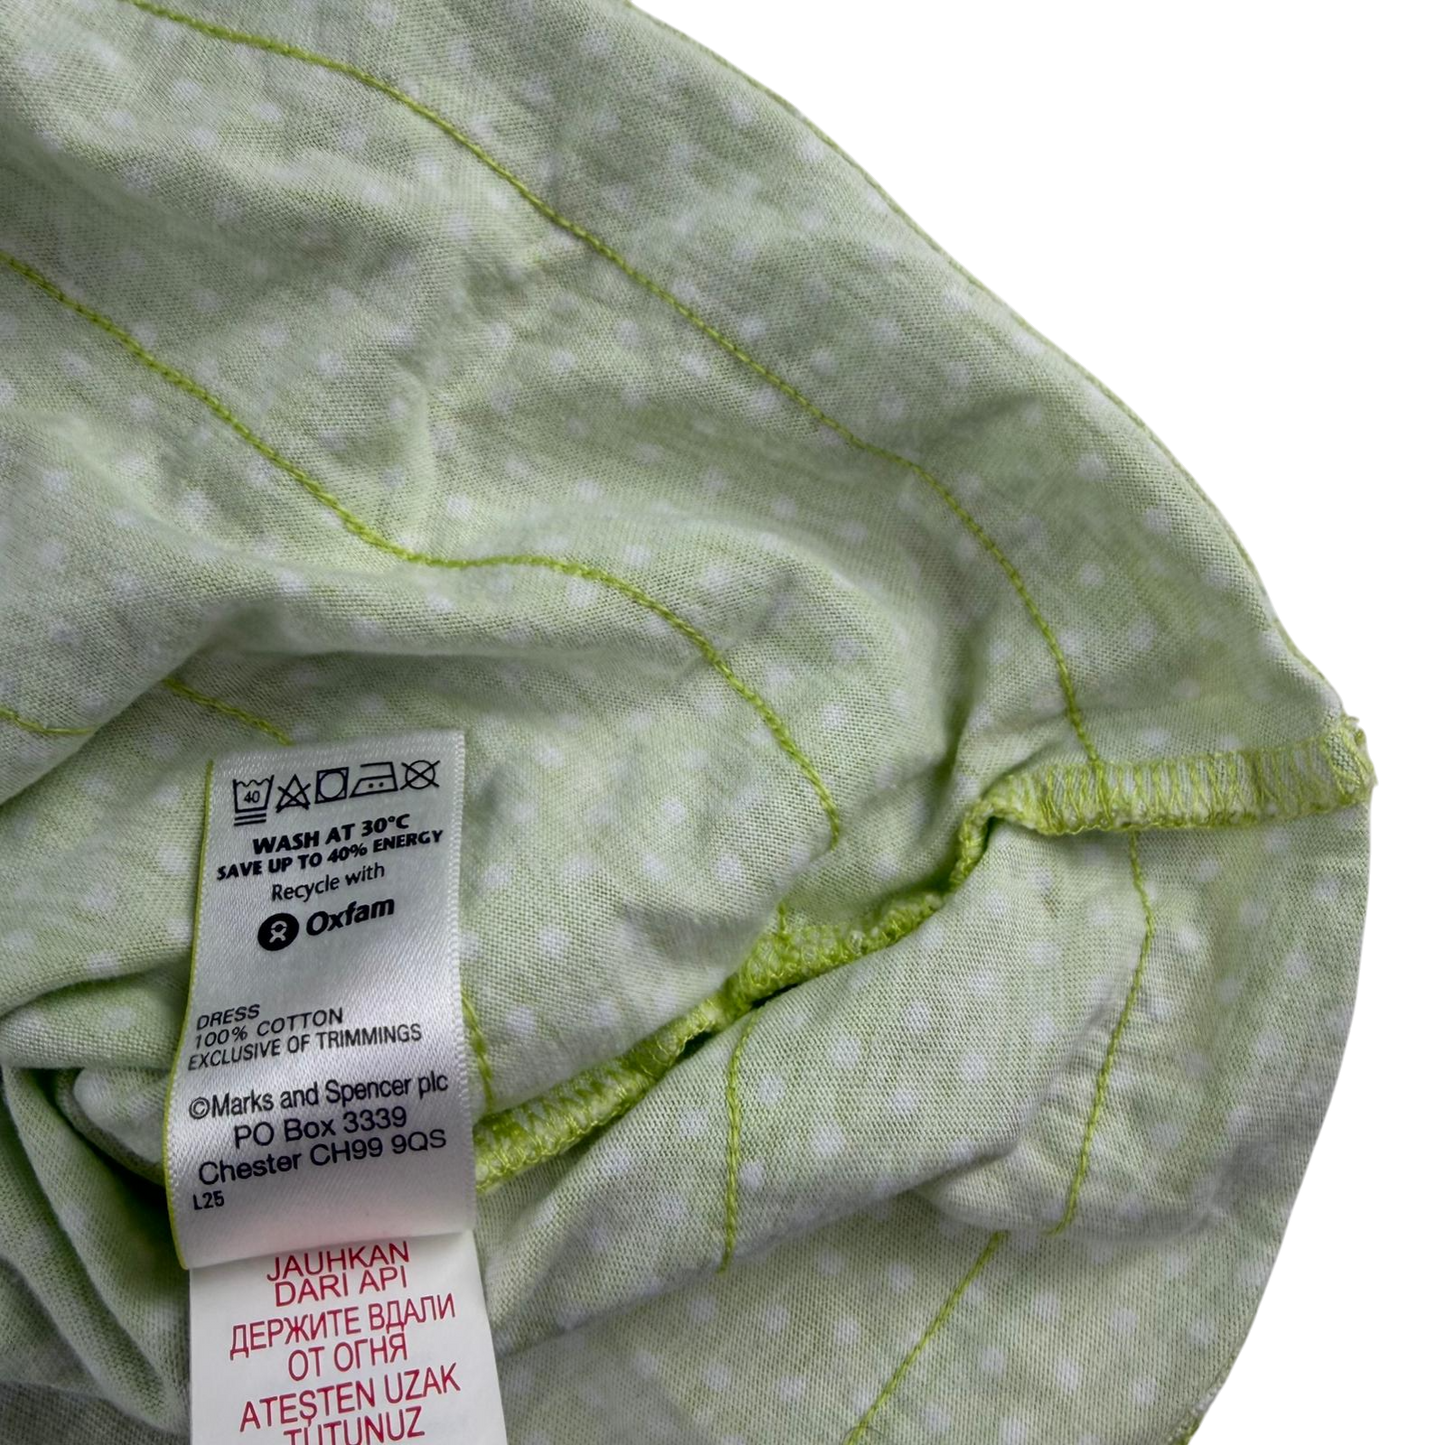 40
WASH AT 30°C
SAVE UP TO 40% ENERGY
Recycle with
Oxfam
DRESS
100% COTTON
EXCLUSIVE OF TRIMMINGS
©Marks and Spencer plc
PO Box 3339
Chester CH99 9QS
L25
JAUHKAN
DARI API
ДЕРЖИТЕ ВДАЛИ
ОТ ОГНЯ
ATEŞTEN UZAK
TUTUNUZ